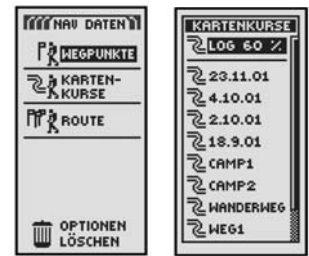 NAV DATEN
WEGPUNKTE
KARTEN-
KURSE
ROUTE
OPTIONEN
LÖSCHEN
KARTENKURSE
LOG 60 %
23.11.01
4.10.01
2.10.01
18.9.01
CAMP1
CAMP2
WANDERWEG
WEG1